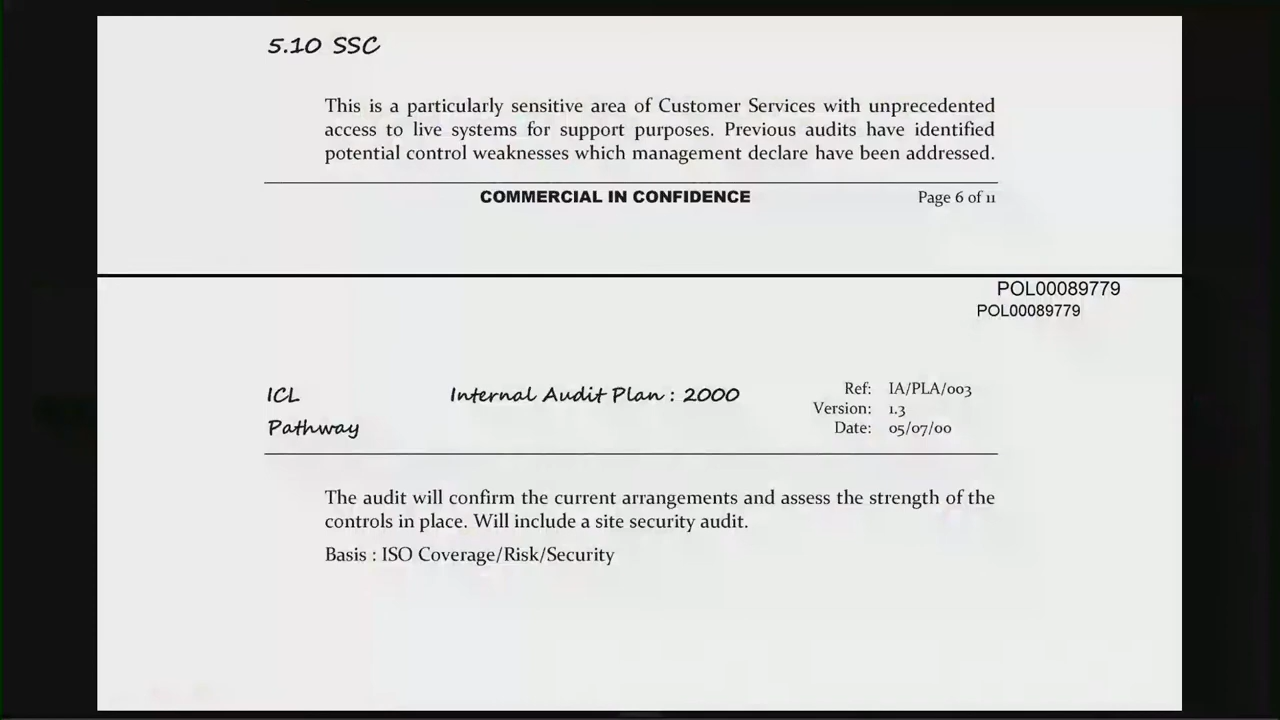 5.10 SSC
This is a particularly sensitive area of Customer Services with unprecedented
access to live systems for support purposes. Previous audits have identified
potential control weaknesses which management declare have been addressed.
COMMERCIAL IN CONFIDENCE Page 6 of 11
POL00089779
POL00089779
ICL Internal Audit Plan : 2000 Ref: IA/PLA/003
Version: 1.3
Pathway Date: 05/07/00
The audit will confirm the current arrangements and assess the strength of the
controls in place. Will include a site security audit.
Basis : ISO Coverage/Risk/Security